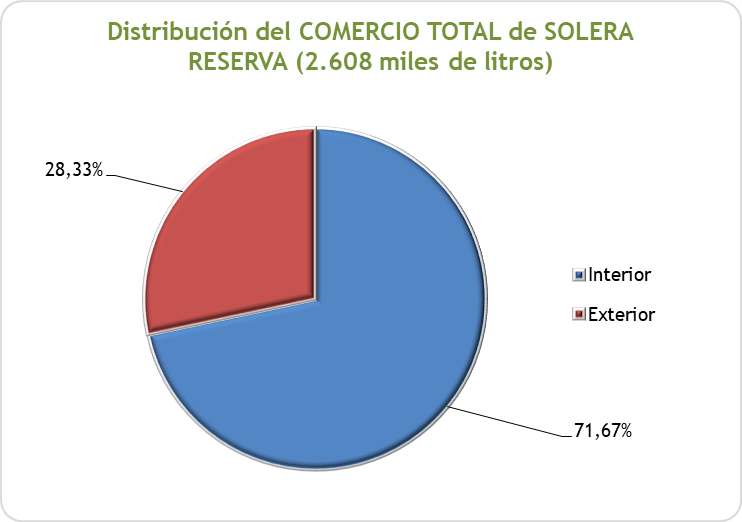 Distribución del COMERCIO TOTAL de SOLERA
RESERVA (2.608 miles de litros)
28,33%
Interior
Exterior
71,67%